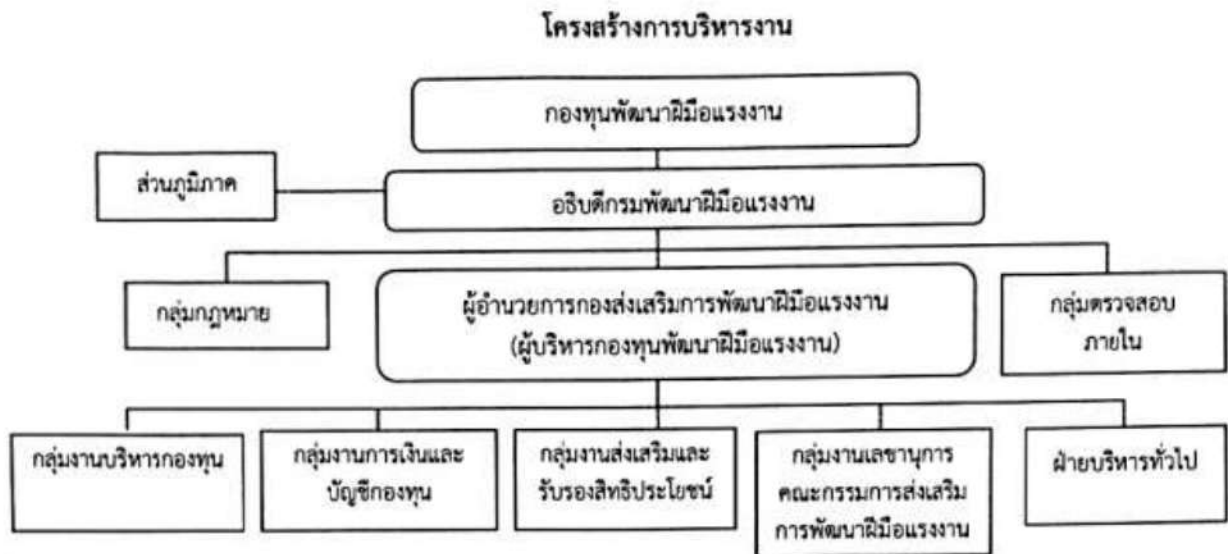 โครงสร้างการบริหารงาน
กองทุนพัฒนาฝีมือแรงงาน
ส่วนภูมิภาค
อธิบดีกรมพัฒนาฝีมือแรงงาน
กลุ่มกฎหมาย
ผู้อำนวยการกองส่งเสริมการพัฒนาฝีมือแรงงาน
(ผู้บริหารกองทุนพัฒนาฝีมือแรงงาน)
กลุ่มตรวจสอบ
ภายใน
กลุ่มงานบริหารกองทุน
กลุ่มงานการเงินและ
บัญชีกองทุน
กลุ่มงานส่งเสริมและ
รับรองสิทธิประโยชน์
กลุ่มงานเลขานุการ
คณะกรรมการส่งเสริม
การพัฒนาฝีมือแรงงาน
ฝ่ายบริหารทั่วไป